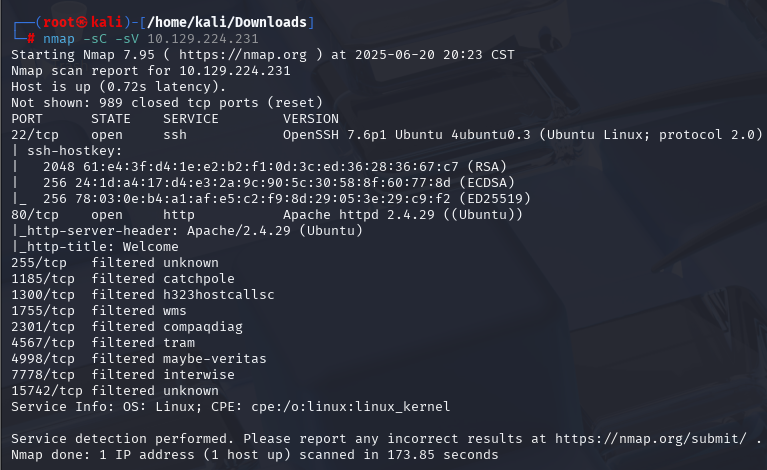 ┌──(root㉿kali)-[/home/kali/Downloads]
└─# nmap -sC -sV 10.129.224.231
Starting Nmap 7.95 ( https://nmap.org ) at 2025-06-20 20:23 CST
Nmap scan report for 10.129.224.231
Host is up (0.72s latency).
Not shown: 989 closed tcp ports (reset)
PORT      STATE    SERVICE        VERSION
22/tcp    open     ssh            OpenSSH 7.6p1 Ubuntu 4ubuntu0.3 (Ubuntu Linux; protocol 2.0)
| ssh-hostkey:
|   2048 61:e4:3f:d4:1e:e2:b2:f1:0d:3c:ed:36:28:36:67:c7 (RSA)
|   256 24:1d:a4:17:d4:e3:2a:9c:90:5c:30:58:8f:60:77:8d (ECDSA)
|_  256 78:03:0e:b4:a1:af:e5:c2:f9:8d:29:05:3e:29:c9:f2 (ED25519)
80/tcp    open     http           Apache httpd 2.4.29 ((Ubuntu))
|_http-server-header: Apache/2.4.29 (Ubuntu)
|_http-title: Welcome
255/tcp   filtered unknown
1185/tcp  filtered catchpole
1300/tcp  filtered h323hostcallsc
1755/tcp  filtered wms
2301/tcp  filtered compaqdiag
4567/tcp  filtered tram
4998/tcp  filtered maybe-veritas
7778/tcp  filtered interwise
15742/tcp filtered unknown
Service Info: OS: Linux; CPE: cpe:/o:linux:linux_kernel

Service detection performed. Please report any incorrect results at https://nmap.org/submit/ .
Nmap done: 1 IP address (1 host up) scanned in 173.85 seconds